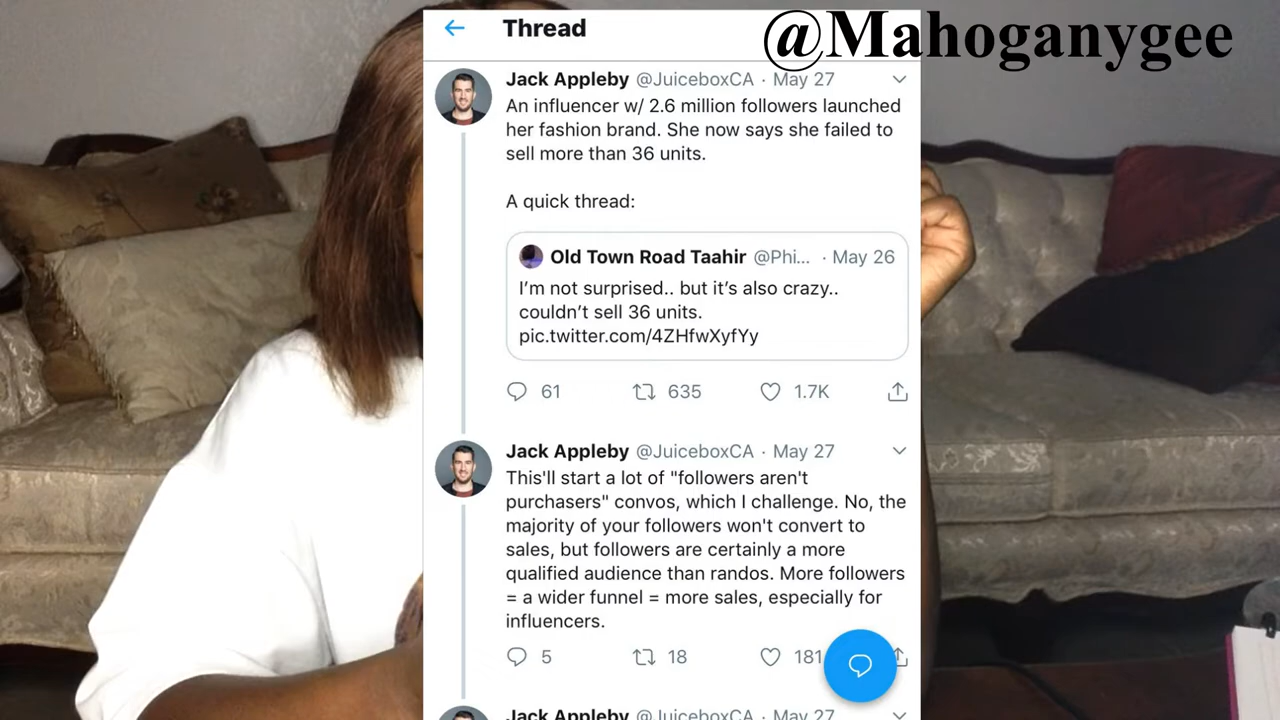 @Mahoganygee
Thread
Jack Appleby @JuiceboxCA · May 27
An influencer w/ 2.6 million followers launched
her fashion brand. She now says she failed to
sell more than 36 units.
A quick thread:
Old Town Road Taahir @Phi... · May 26
I'm not surprised.. but it's also crazy..
couldn't sell 36 units.
pic.twitter.com/4ZHfwXyfYy
61 635 1.7K
Jack Appleby @JuiceboxCA · May 27
This'll start a lot of "followers aren't
purchasers" convos, which I challenge. No, the
majority of your followers won't convert to
sales, but followers are certainly a more
qualified audience than randos. More followers
= a wider funnel = more sales, especially for
influencers.
5 18 181
Jack Appleby @JuiceboxCA · May 27